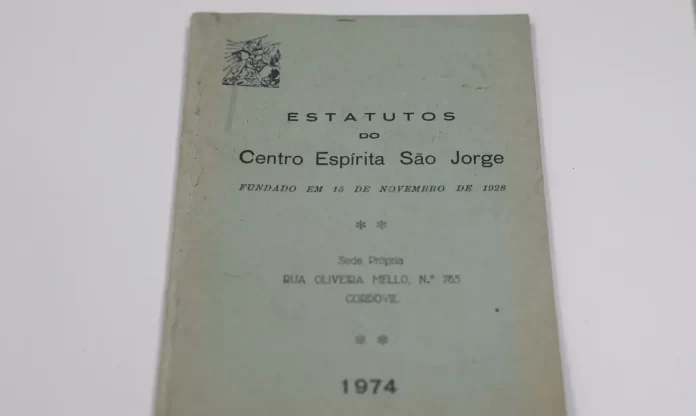 ESTATUTOS
DO
Centro Espírita São Jorge
FUNDADO EM 15 DE NOVEMBRO DE 1928
* *
Sede Própria
RUA OLIVEIRA MELLO, N.º 765
CORDOVIL
* *
1974